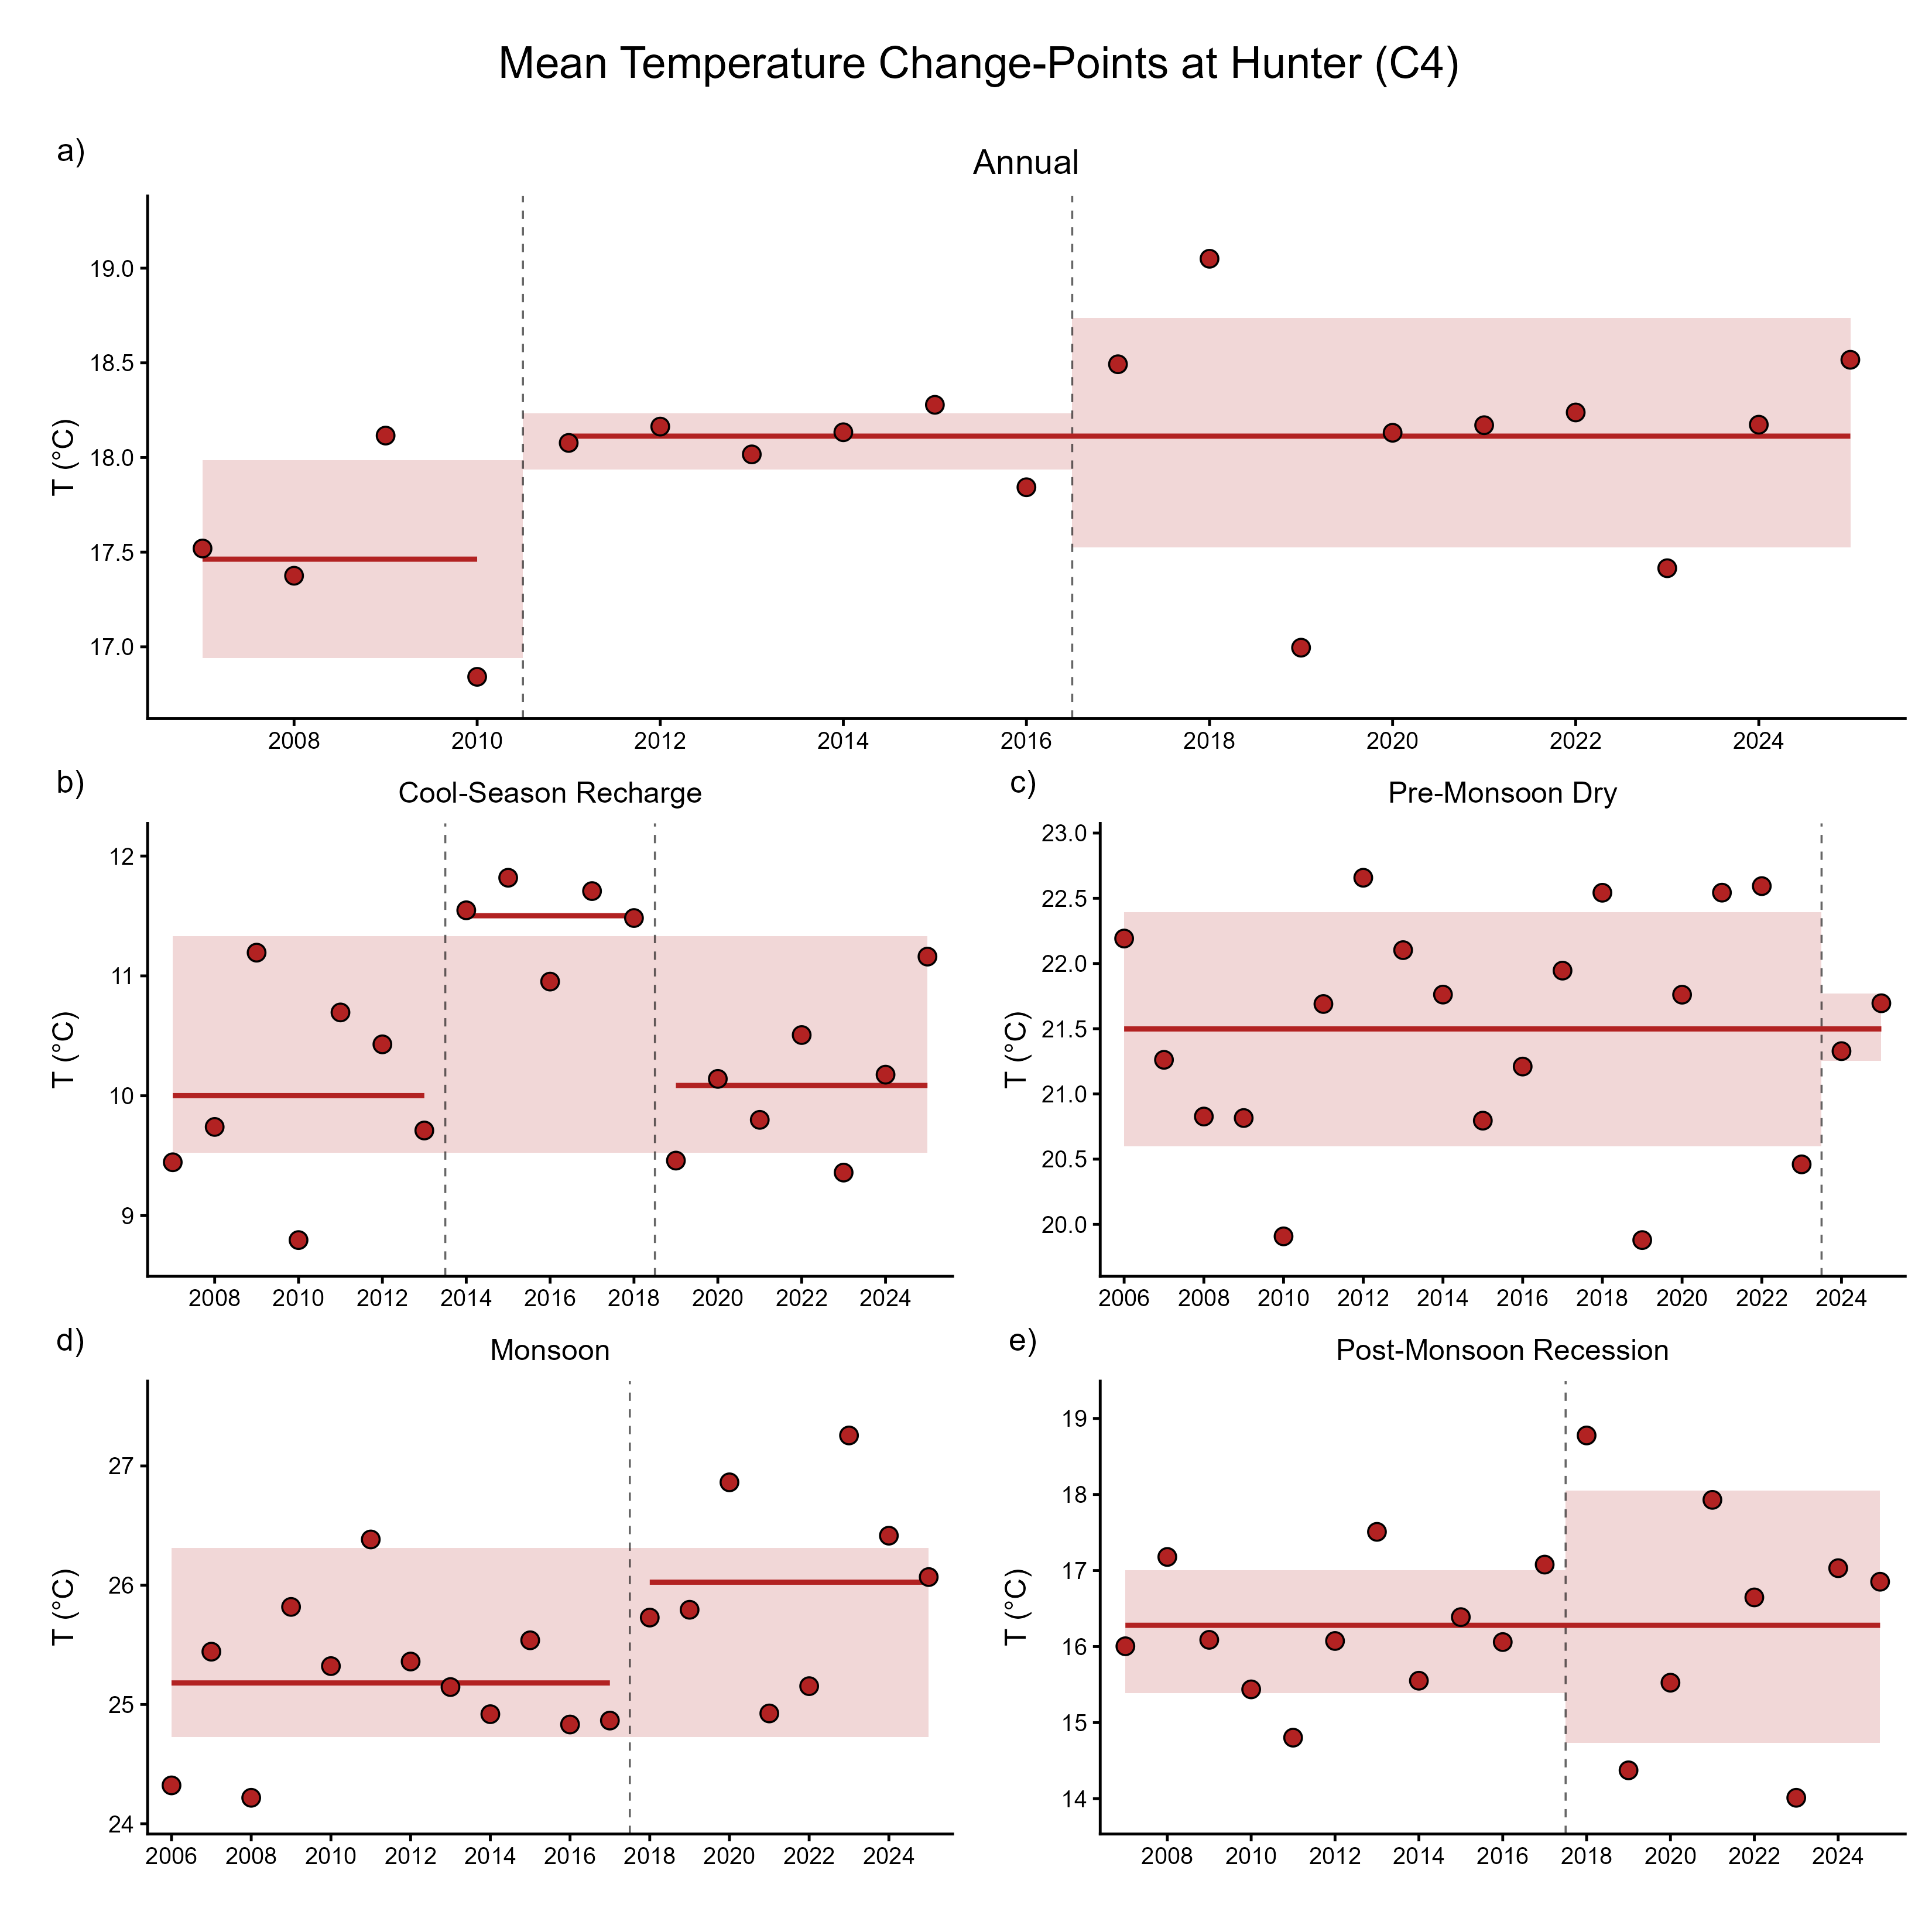 Mean Temperature Change-Points at Hunter (C4)
a)
Annual
T (°C)
19.0
18.5
18.0
17.5
17.0
2008 2010 2012 2014 2016 2018 2020 2022 2024
b)
Cool-Season Recharge
T (°C)
12
11
10
9
2008 2010 2012 2014 2016 2018 2020 2022 2024
c)
Pre-Monsoon Dry
T (°C)
23.0
22.5
22.0
21.5
21.0
20.5
20.0
2006 2008 2010 2012 2014 2016 2018 2020 2022 2024
d)
Monsoon
T (°C)
27
26
25
24
2006 2008 2010 2012 2014 2016 2018 2020 2022 2024
e)
Post-Monsoon Recession
T (°C)
19
18
17
16
15
14
2008 2010 2012 2014 2016 2018 2020 2022 2024